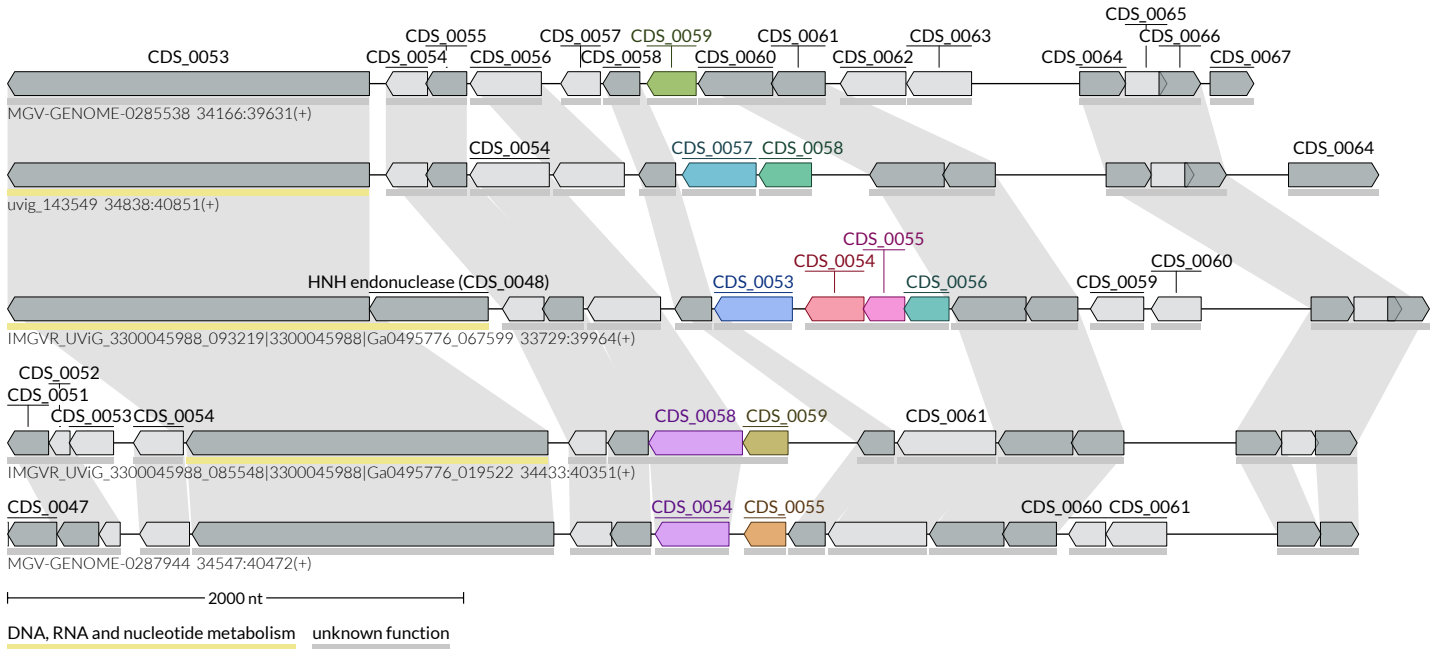 CDS_0065
CDS_0055 CDS_0057 CDS_0059 CDS_0061 CDS_0063 CDS_0066
CDS_0053 CDS_0054 CDS_0056 CDS_0058 CDS_0060 CDS_0062 CDS_0064 CDS_0067
MGV-GENOME-0285538 34166:39631(+)
CDS_0054 CDS_0057 CDS_0058 CDS_0064
uvig_143549 34838:40851(+)
CDS_0055
CDS_0054 CDS_0060
HNH endonuclease (CDS_0048) CDS_0053 CDS_0056 CDS_0059
IMGVR_UViG_3300045988_093219|3300045988|Ga0495776_067599 33729:39964(+)
CDS_0052
CDS_0051
CDS_0053 CDS_0054 CDS_0058 CDS_0059 CDS_0061
IMGVR_UViG_3300045988_085548|3300045988|Ga0495776_019522 34433:40351(+)
CDS_0047 CDS_0054 CDS_0055 CDS_0060 CDS_0061
MGV-GENOME-0287944 34547:40472(+)
2000 nt
DNA, RNA and nucleotide metabolism unknown function